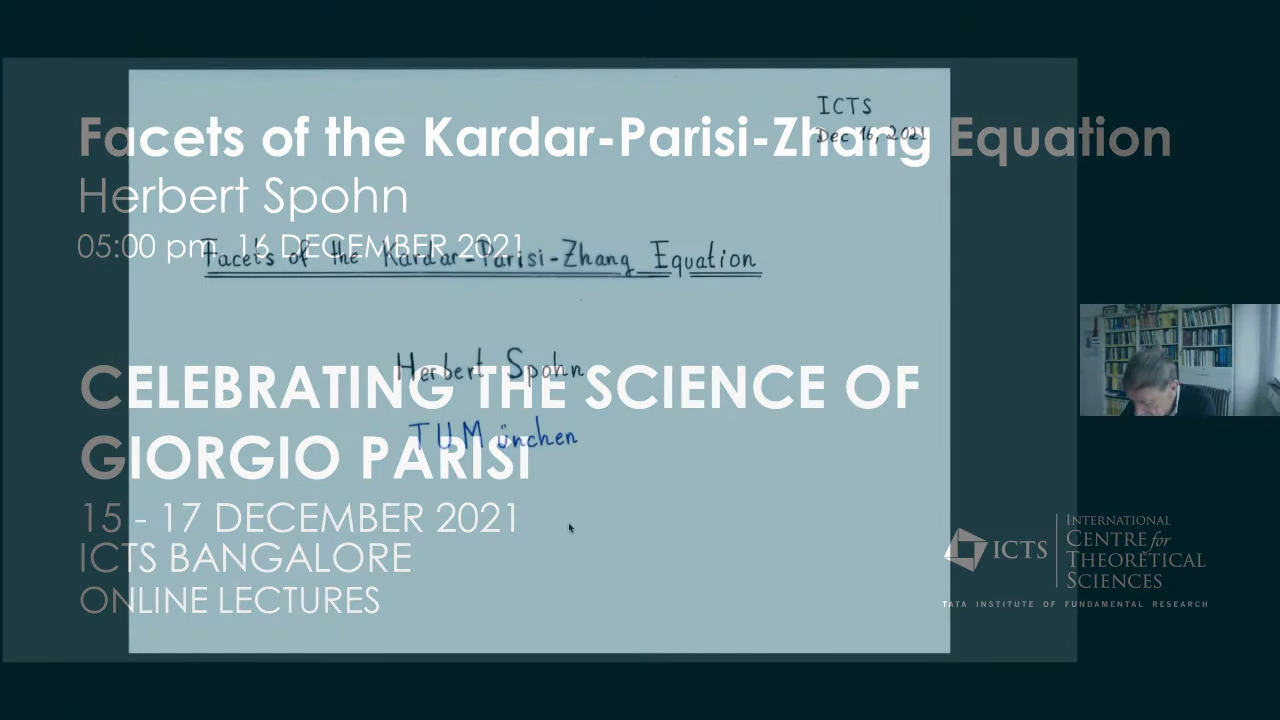 ICTS
Dec 16, 2021
Facets of the Kardar-Parisi-Zhang Equation
Herbert Spohn
05:00 pm, 16 DECEMBER 2021
Facets of the Kardar-Parisi-Zhang Equation
Herbert Spohn
TUM ünchen
CELEBRATING THE SCIENCE OF
GIORGIO PARISI
15 - 17 DECEMBER 2021
ICTS BANGALORE
ONLINE LECTURES
ICTS
INTERNATIONAL
CENTRE for
THEORETICAL
SCIENCES
TATA INSTITUTE OF FUNDAMENTAL RESEARCH